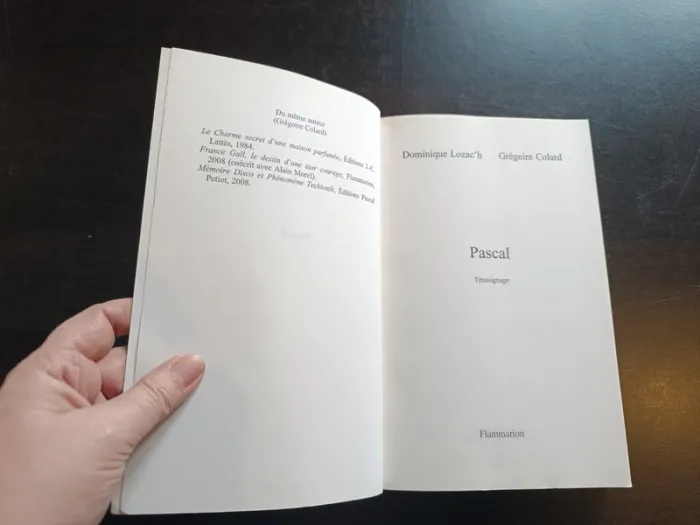 Du même auteur
(Grégoire Colard)
Le Charme secret d'une maison parfumée, Éditions J.-C.
Lattès, 1984.
France Gall, le destin d'une star courage, Flammarion,
2008 (coécrit avec Alain Morel).
Mémoire Disco et Phénomène Tecktonik, Éditions Pascal
Petiot, 2008.
Dominique Lozac'h Grégoire Colard
Pascal
Témoignage
Flammarion